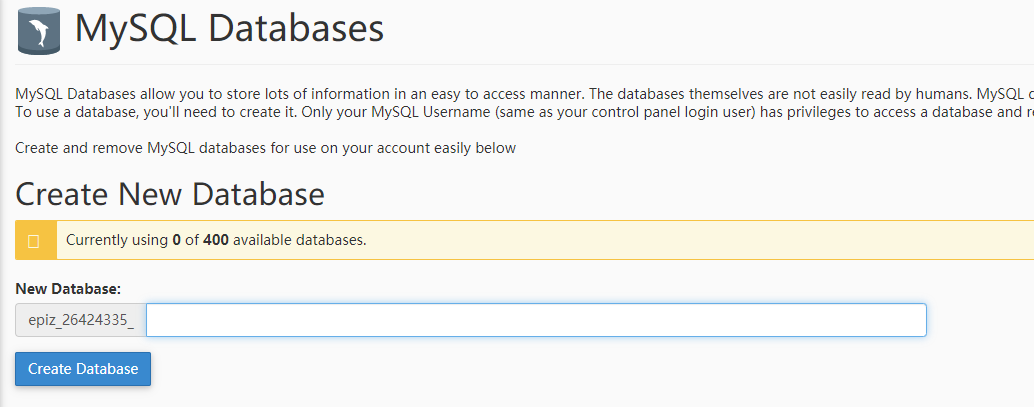 MySQL Databases
MySQL Databases allow you to store lots of information in an easy to access manner. The databases themselves are not easily read by humans. MySQL
To use a database, you'll need to create it. Only your MySQL Username (same as your control panel login user) has privileges to access a database and
Create and remove MySQL databases for use on your account easily below
Create New Database
Currently using 0 of 400 available databases.
New Database:
epiz_26424335_
Create Database